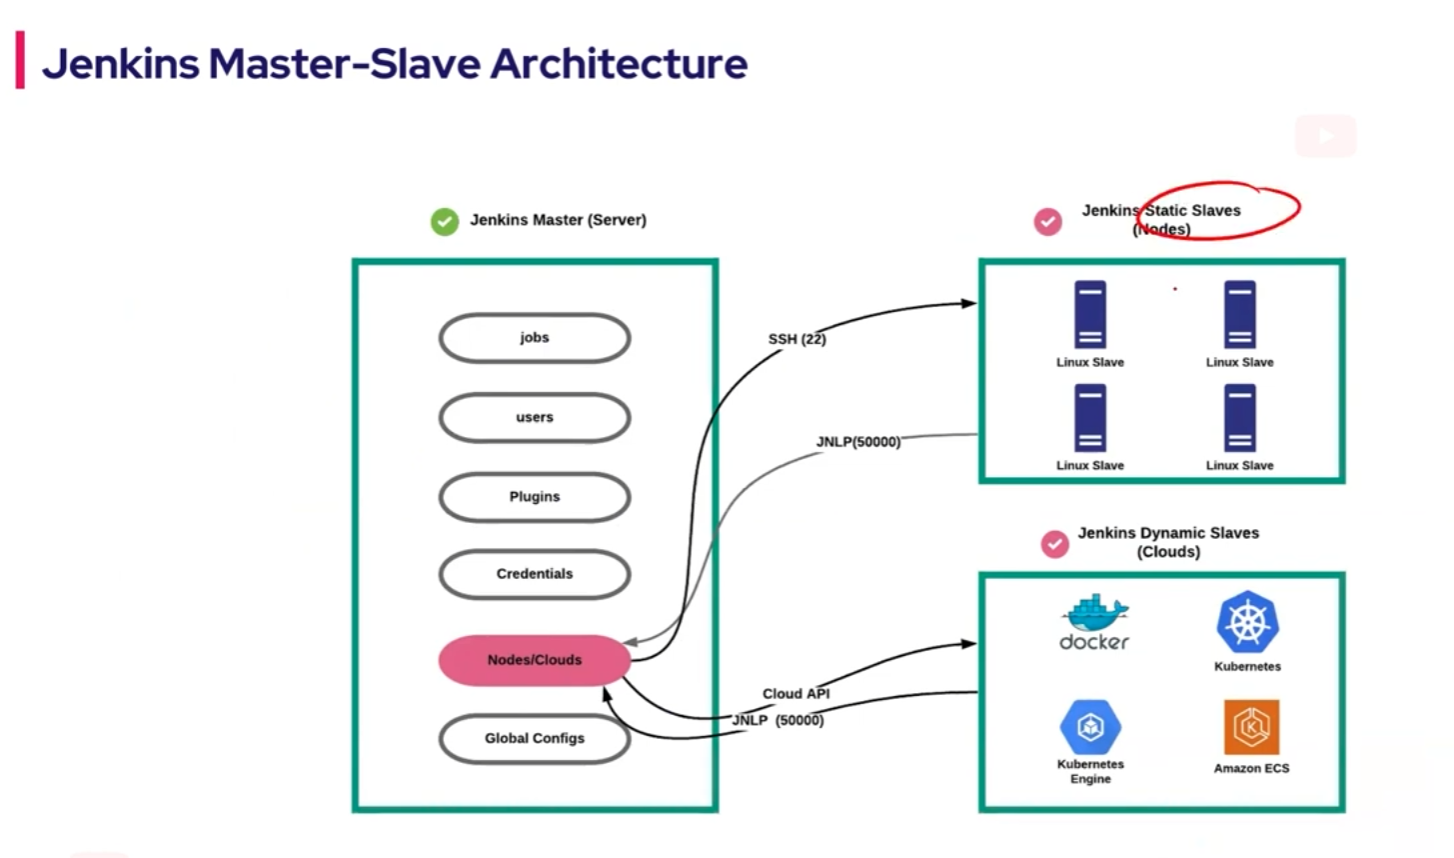 Jenkins Master-Slave Architecture
Jenkins Master (Server)
jobs
users
Plugins
Credentials
Nodes/Clouds
Global Configs
SSH (22)
JNLP(50000)
Cloud API
JNLP (50000)
Jenkins Static Slaves
(Nodes)
Linux Slave
Linux Slave
Linux Slave
Linux Slave
Jenkins Dynamic Slaves
(Clouds)
docker
Kubernetes
Kubernetes
Engine
Amazon ECS